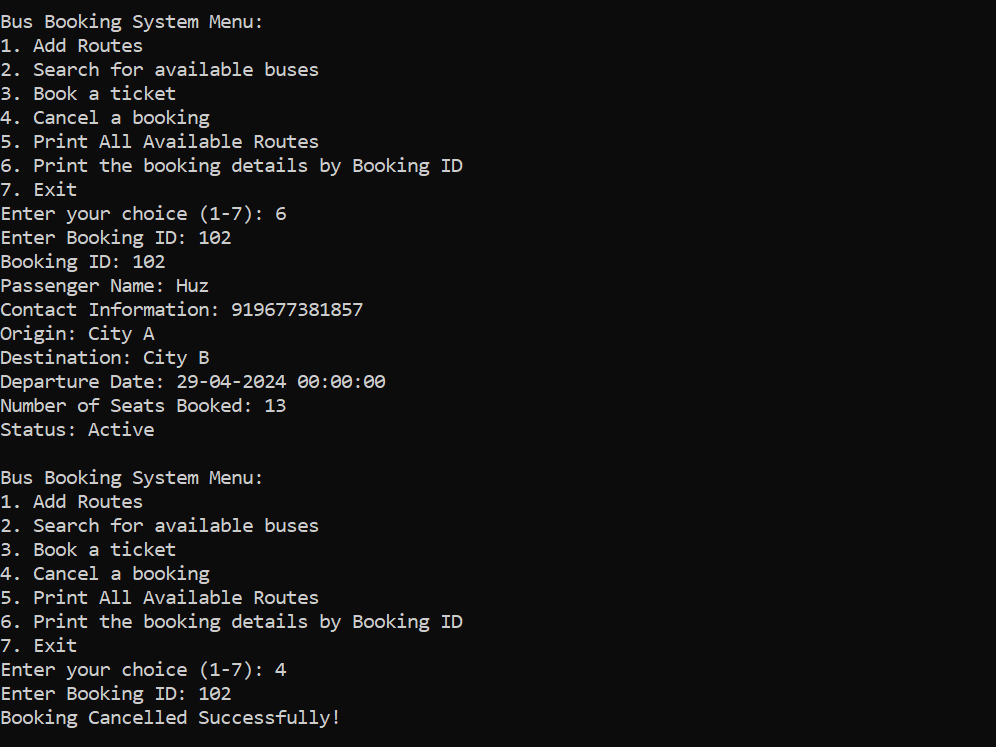 Bus Booking System Menu:
1. Add Routes
2. Search for available buses
3. Book a ticket
4. Cancel a booking
5. Print All Available Routes
6. Print the booking details by Booking ID
7. Exit
Enter your choice (1-7): 6
Enter Booking ID: 102
Booking ID: 102
Passenger Name: Huz
Contact Information: 919677381857
Origin: City A
Destination: City B
Departure Date: 29-04-2024 00:00:00
Number of Seats Booked: 13
Status: Active

Bus Booking System Menu:
1. Add Routes
2. Search for available buses
3. Book a ticket
4. Cancel a booking
5. Print All Available Routes
6. Print the booking details by Booking ID
7. Exit
Enter your choice (1-7): 4
Enter Booking ID: 102
Booking Cancelled Successfully!